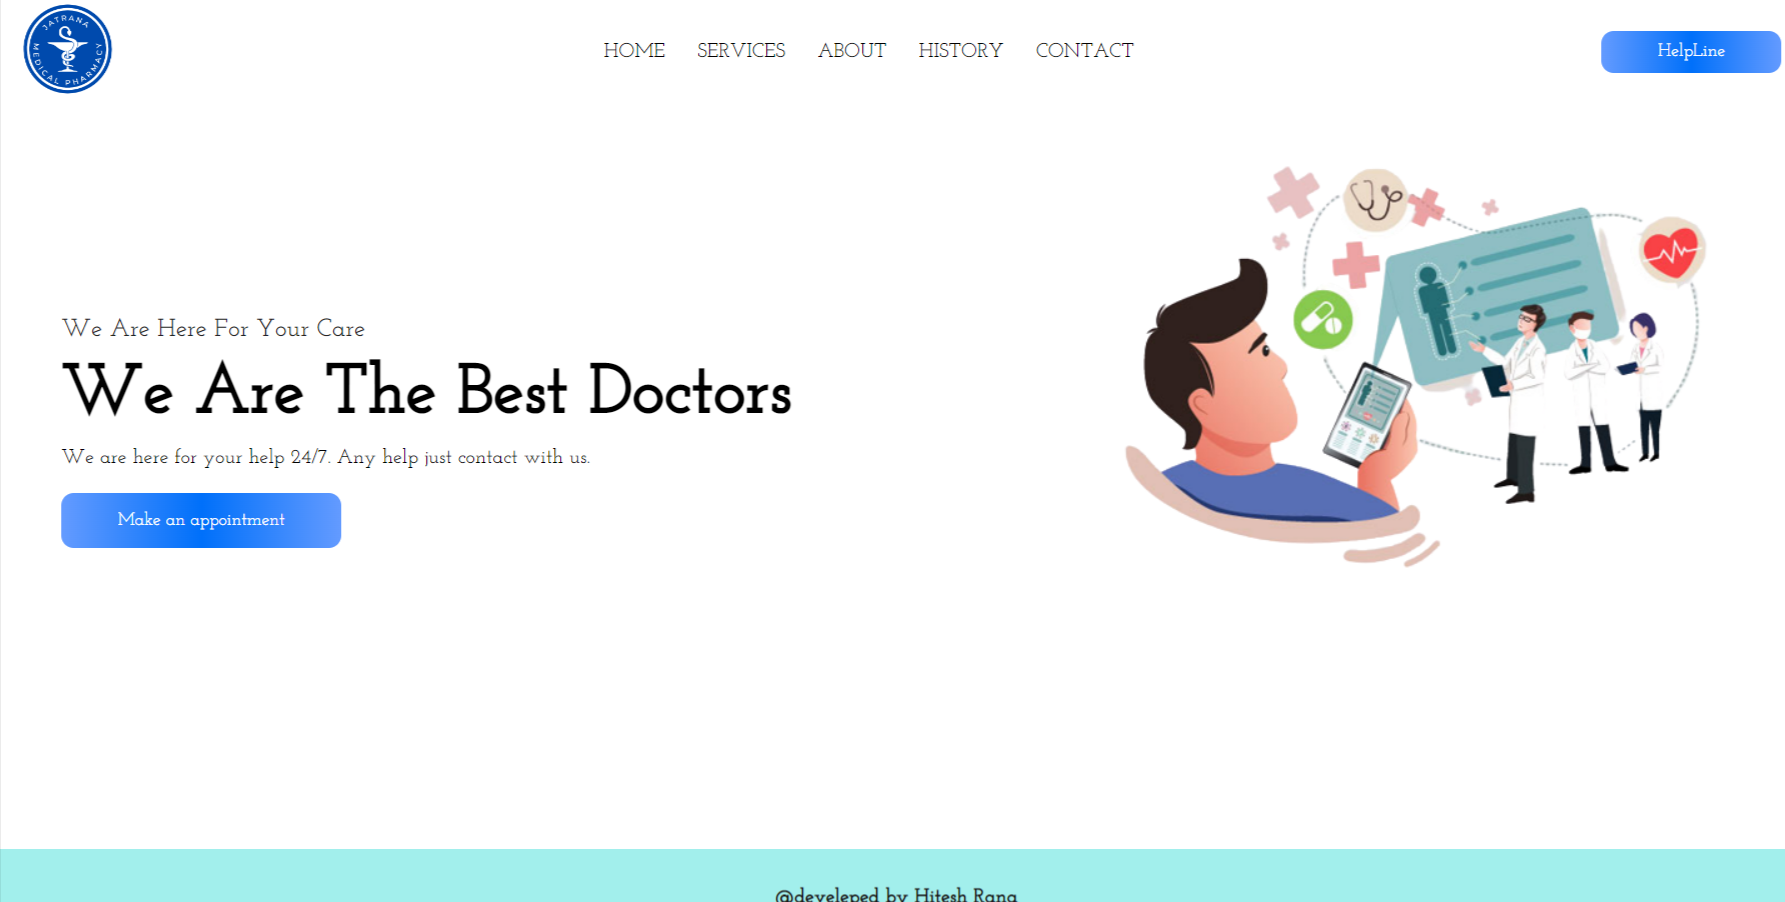 JATRANA
MEDICAL PHARMACY
HOME SERVICES ABOUT HISTORY CONTACT
HelpLine
We Are Here For Your Care
We Are The Best Doctors
We are here for your help 24/7. Any help just contact with us.
Make an appointment
@develeped by Hitesh Rana